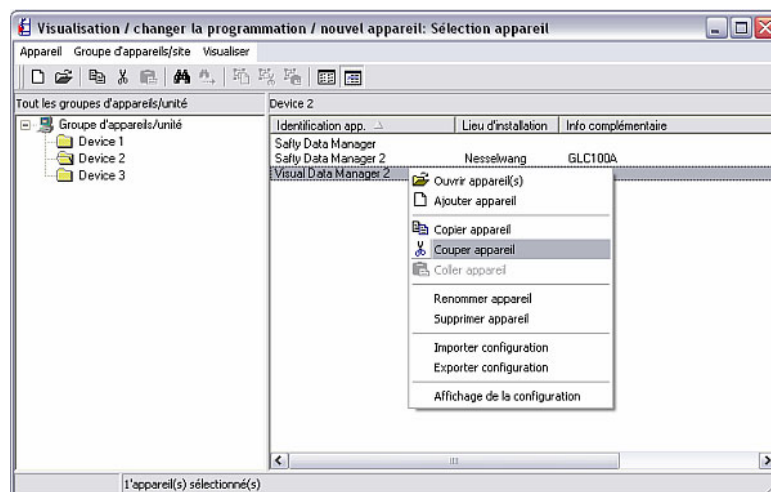 Visualisation / changer la programmation / nouvel appareil: Sélection appareil
Appareil Groupe d'appareils/site Visualiser
Tout les groupes d'appareils/unité
Device 2
Groupe d'appareils/unité
Device 1
Device 2
Device 3
Identification app. Lieu d'installation Info complémentaire
Safty Data Manager
Safty Data Manager 2 Nesselwang GLC100A
Visual Data Manager 2
Ouvrir appareil(s)
Ajouter appareil
Copier appareil
Couper appareil
Coller appareil
Renommer appareil
Supprimer appareil
Importer configuration
Exporter configuration
Affichage de la configuration
1'appareil(s) sélectionné(s)